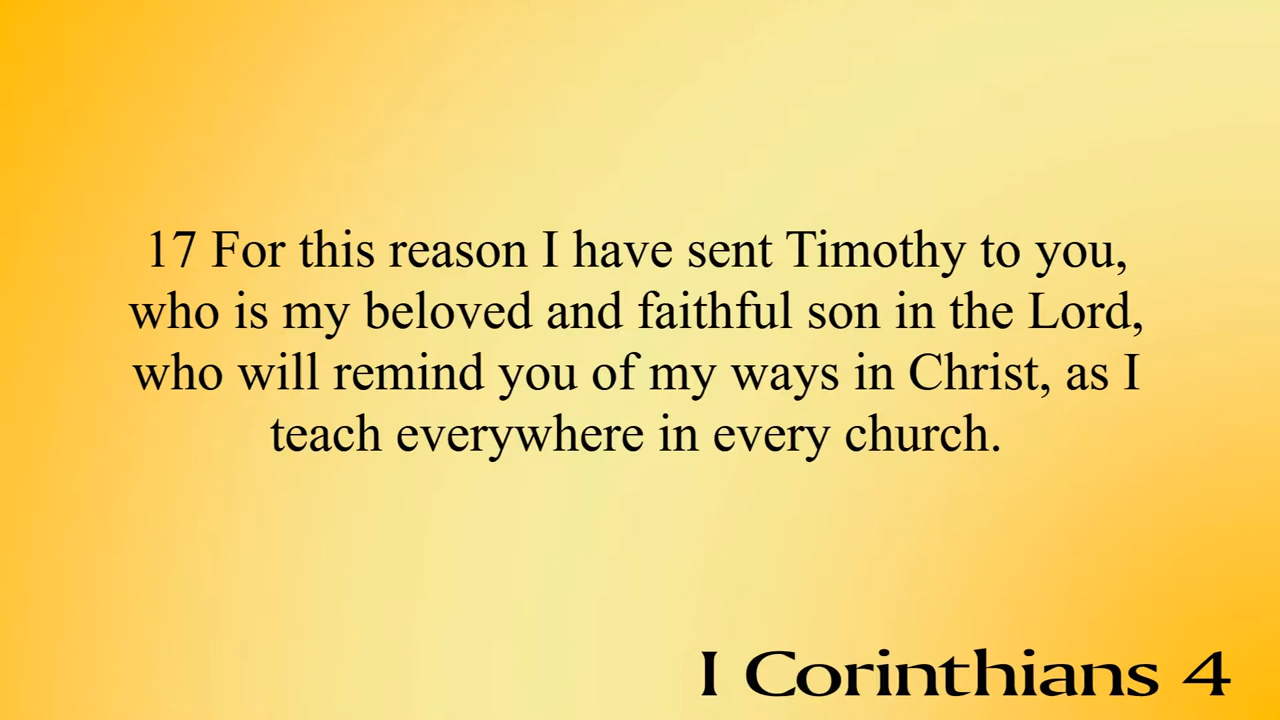 17 For this reason I have sent Timothy to you,
who is my beloved and faithful son in the Lord,
who will remind you of my ways in Christ, as I
teach everywhere in every church.
I Corinthians 4